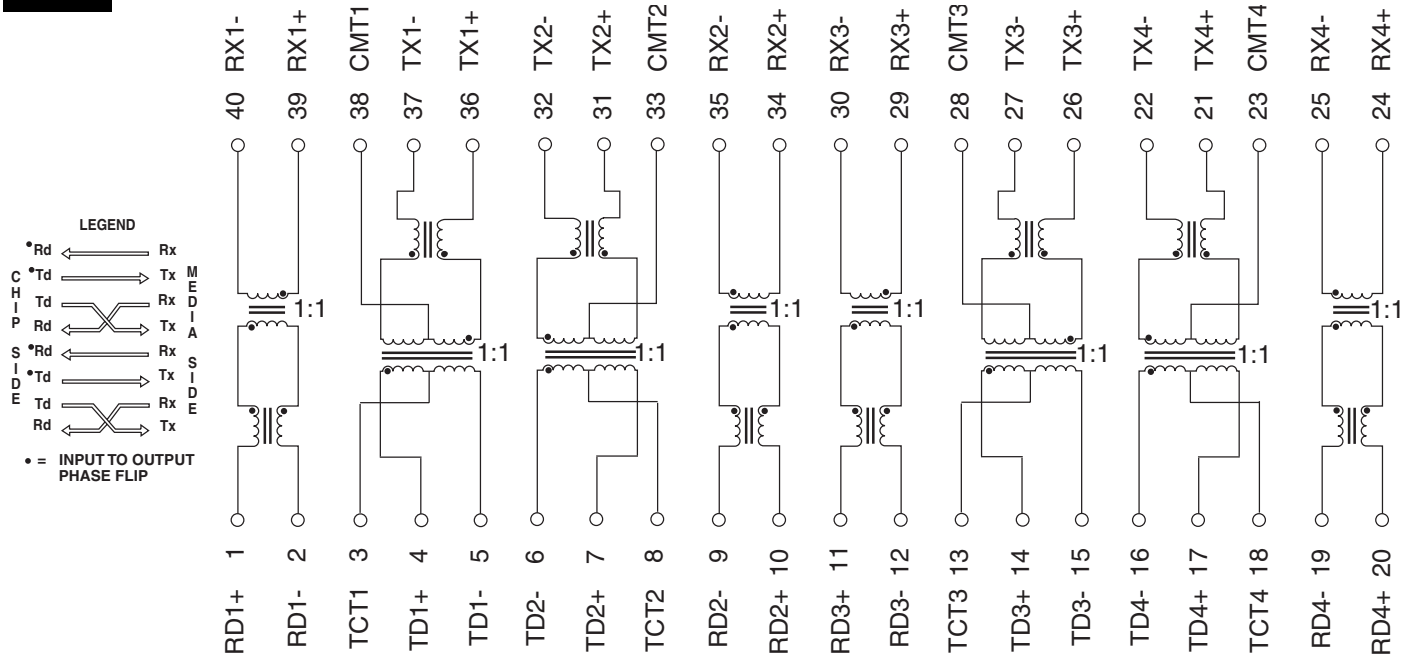 RX1- RX1+ CMT1 TX1- TX1+ TX2- TX2+ CMT2 RX2- RX2+ RX3- RX3+ CMT3 TX3- TX3+ TX4- TX4+ CMT4 RX4- RX4+
40 39 38 37 36 32 31 33 35 34 30 29 28 27 26 22 21 23 25 24
LEGEND
•Rd Rx
•Td Tx
Td Rx
Rd Tx
•Rd Rx
•Td Tx
Td Rx
Rd Tx
CHIP SIDE
MEDIA SIDE
• = INPUT TO OUTPUT
PHASE FLIP
1:1 1:1 1:1 1:1 1:1 1:1 1:1 1:1
1 2 3 4 5 6 7 8 9 10 11 12 13 14 15 16 17 18 19 20
RD1+ RD1- TCT1 TD1+ TD1- TD2- TD2+ TCT2 RD2- RD2+ RD3+ RD3- TCT3 TD3+ TD3- TD4- TD4+ TCT4 RD4- RD4+